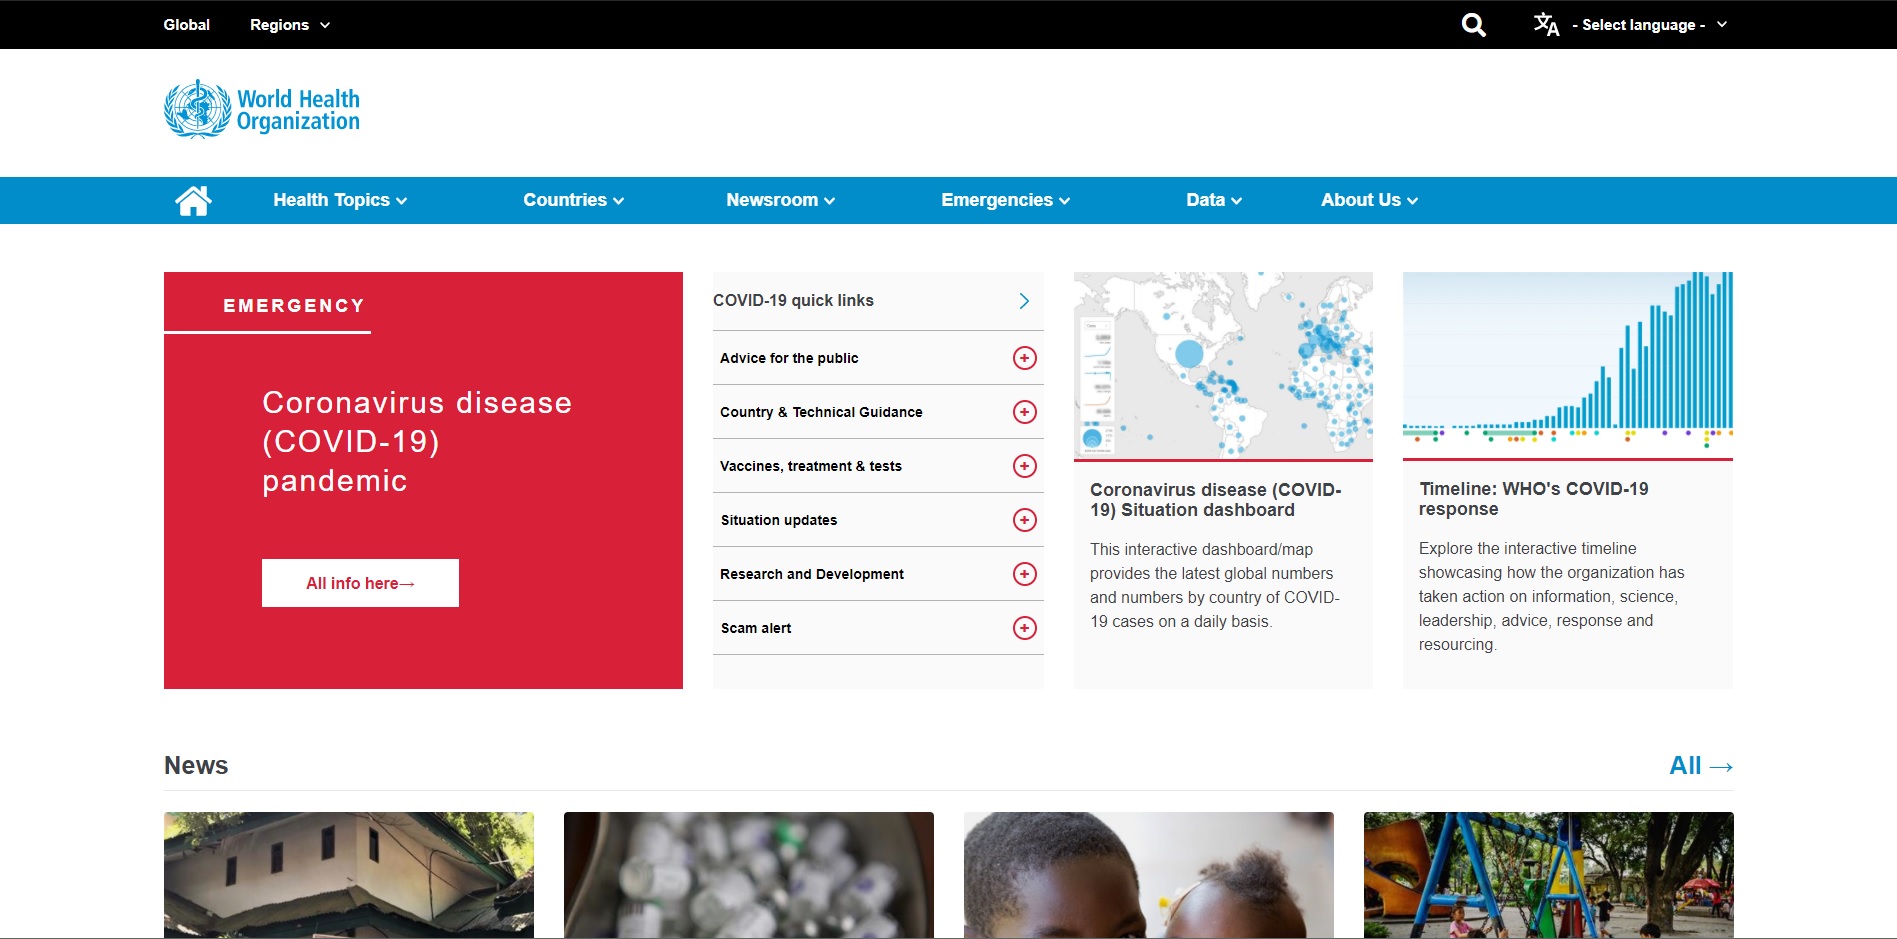 Global
Regions
- Select language -
World Health
Organization
Health Topics
Countries
Newsroom
Emergencies
Data
About Us
EMERGENCY
Coronavirus disease
(COVID-19)
pandemic
All info here→
COVID-19 quick links
Advice for the public
Country & Technical Guidance
Vaccines, treatment & tests
Situation updates
Research and Development
Scam alert
Coronavirus disease (COVID-
19) Situation dashboard
This interactive dashboard/map
provides the latest global numbers
and numbers by country of COVID-
19 cases on a daily basis.
Timeline: WHO's COVID-19
response
Explore the interactive timeline
showcasing how the organization has
taken action on information, science,
leadership, advice, response and
resourcing.
News
All →